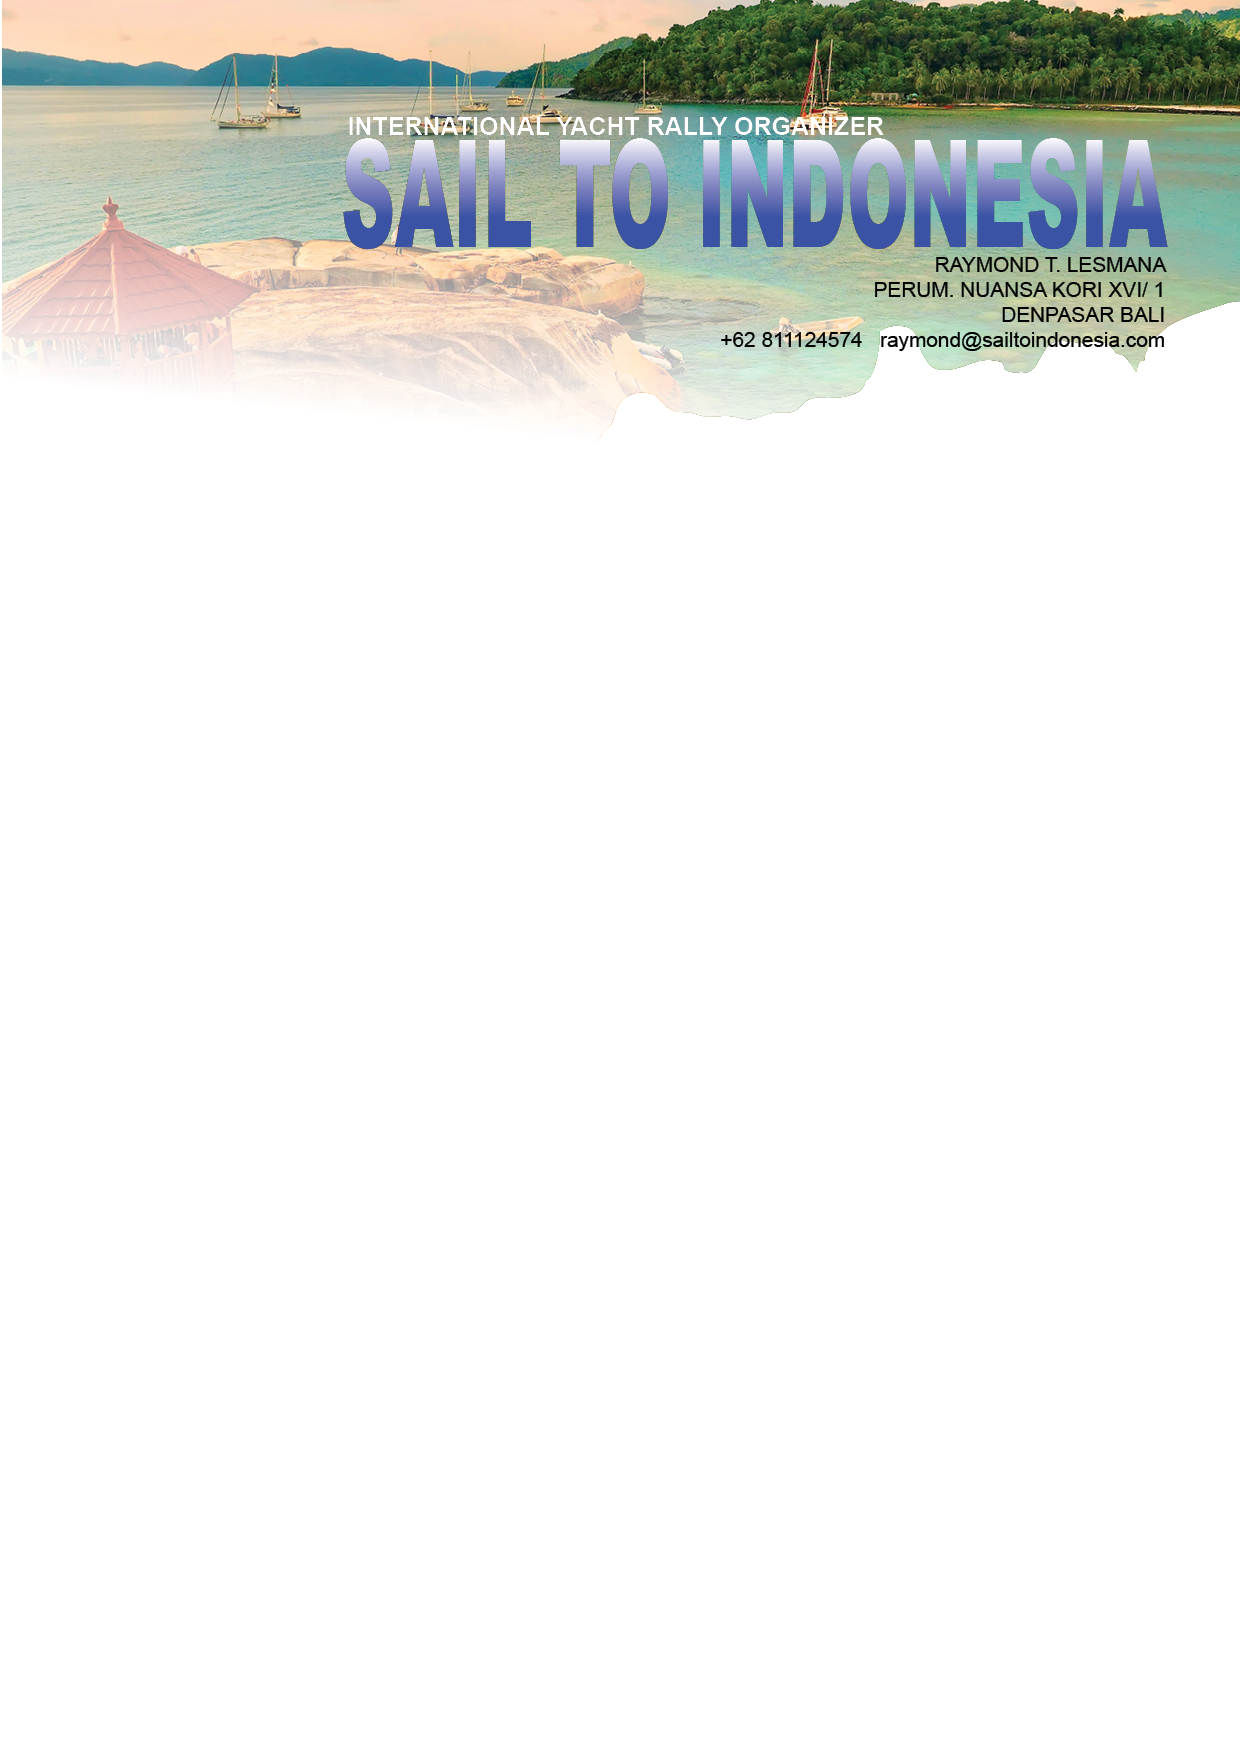 INTERNATIONAL YACHT RALLY ORGANIZER
SAIL TO INDONESIA
RAYMOND T. LESMANA
PERUM. NUANSA KORI XVI/ 1
DENPASAR BALI
+62 811124574 raymond@sailtoindonesia.com